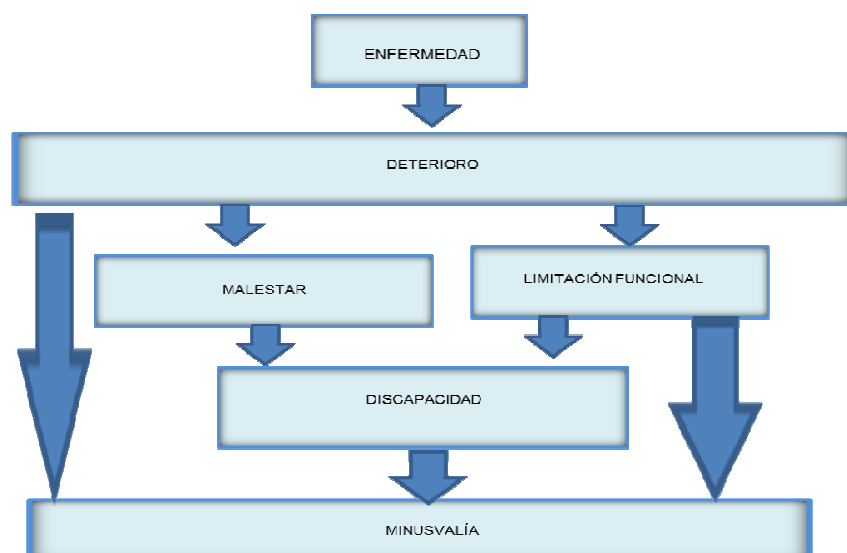 ENFERMEDAD
DETERIORO
MALESTAR
LIMITACIÓN FUNCIONAL
DISCAPACIDAD
MINUSVALÍA